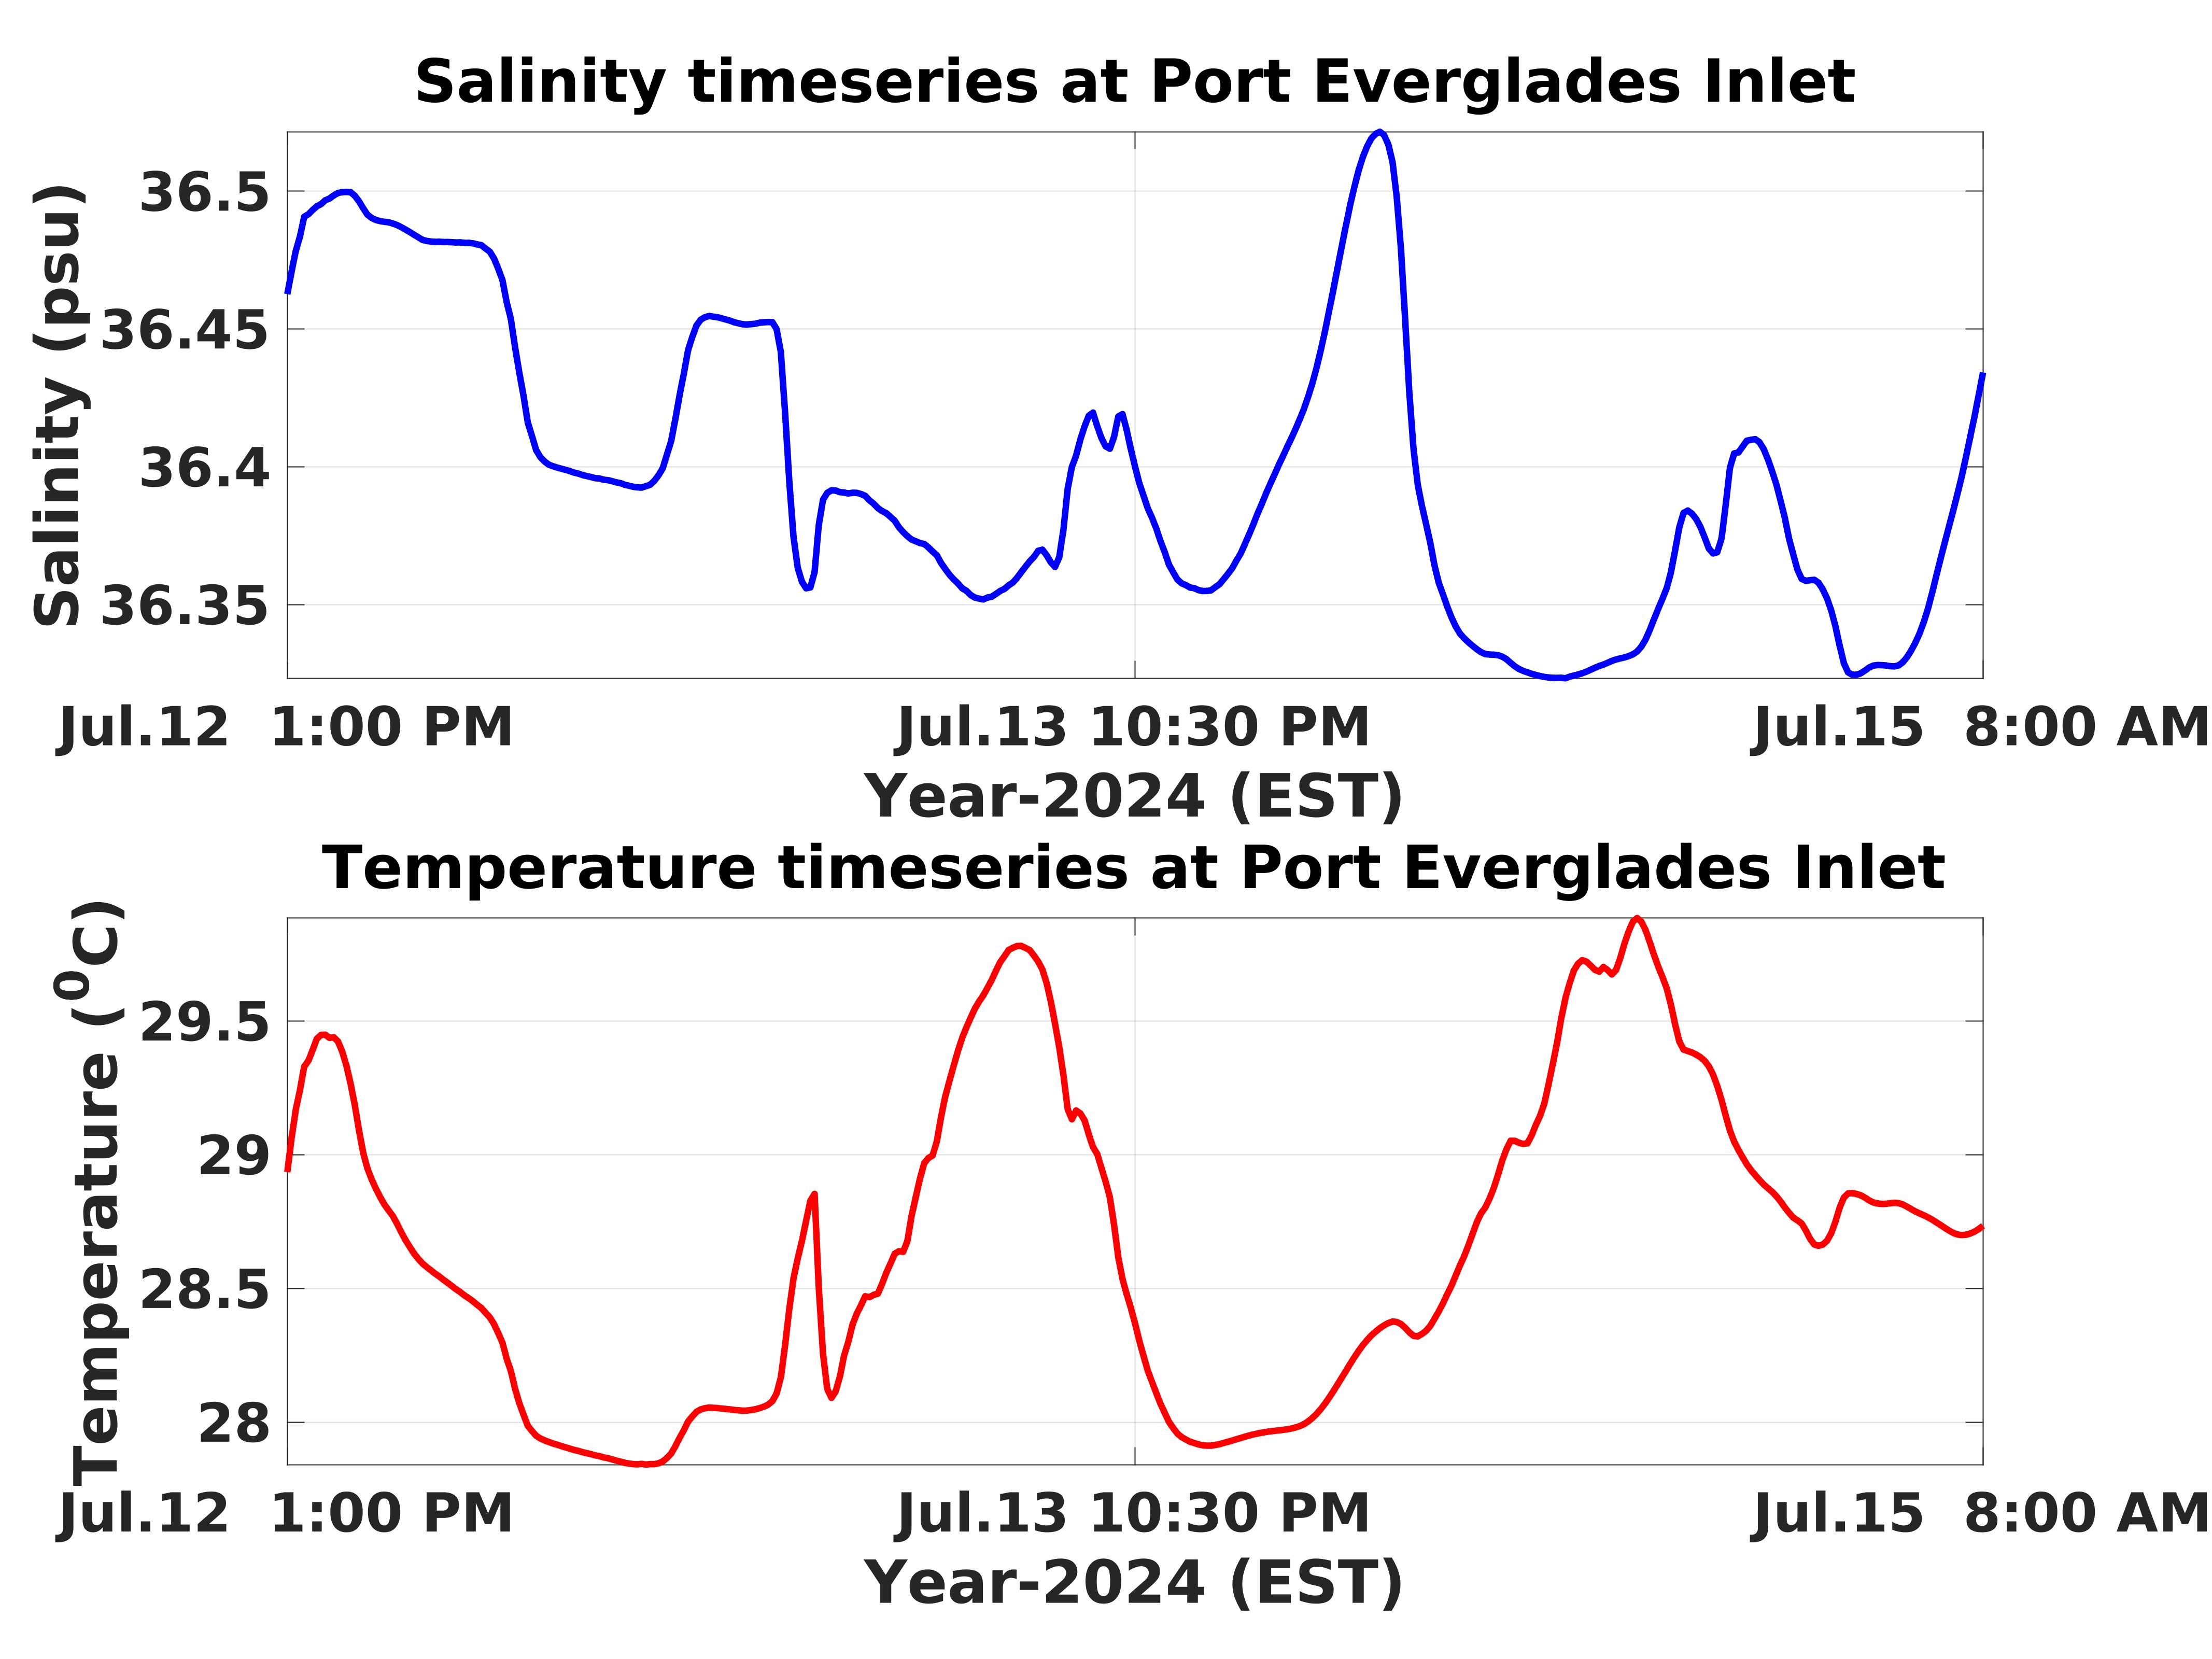 Salinity timeseries at Port Everglades Inlet
Salinity (psu)
36.5
36.45
36.4
36.35
Jul.12  1:00 PM
Jul.13 10:30 PM
Jul.15  8:00 AM
Year-2024 (EST)
Temperature timeseries at Port Everglades Inlet
Temperature (⁰C)
29.5
29
28.5
28
Jul.12  1:00 PM
Jul.13 10:30 PM
Jul.15  8:00 AM
Year-2024 (EST)